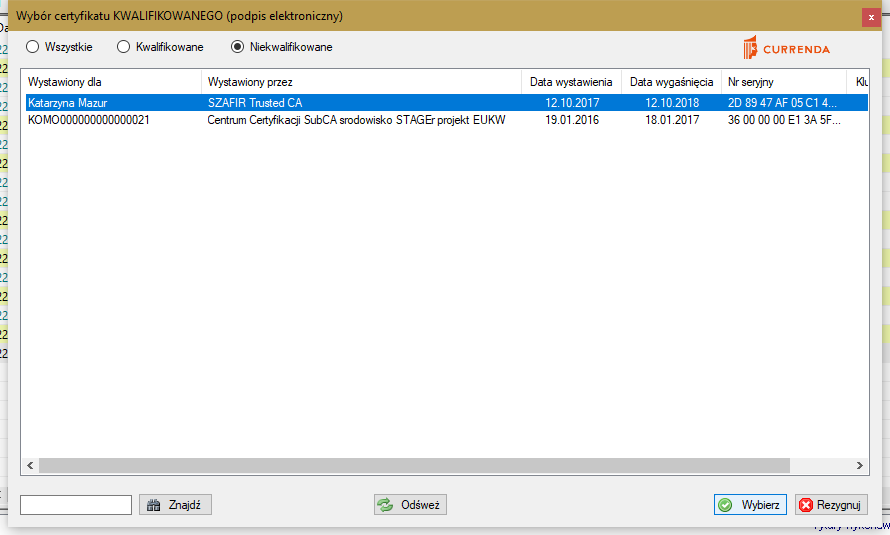 Wybór certyfikatu KWALIFIKOWANEGO (podpis elektroniczny)
Wszystkie Kwalifikowane Niekwalifikowane
CURRENDA
Wystawiony dla Wystawiony przez Data wystawienia Data wygaśnięcia Nr seryjny Klu
Katarzyna Mazur SZAFIR Trusted CA 12.10.2017 12.10.2018 2D 89 47 AF 05 C1 4...
KOMO000000000000021 Centrum Certyfikacji SubCA srodowisko STAGEr projekt EUKW 19.01.2016 18.01.2017 36 00 00 00 E1 3A 5F...
Znajdź Odśwież Wybierz Rezygnuj